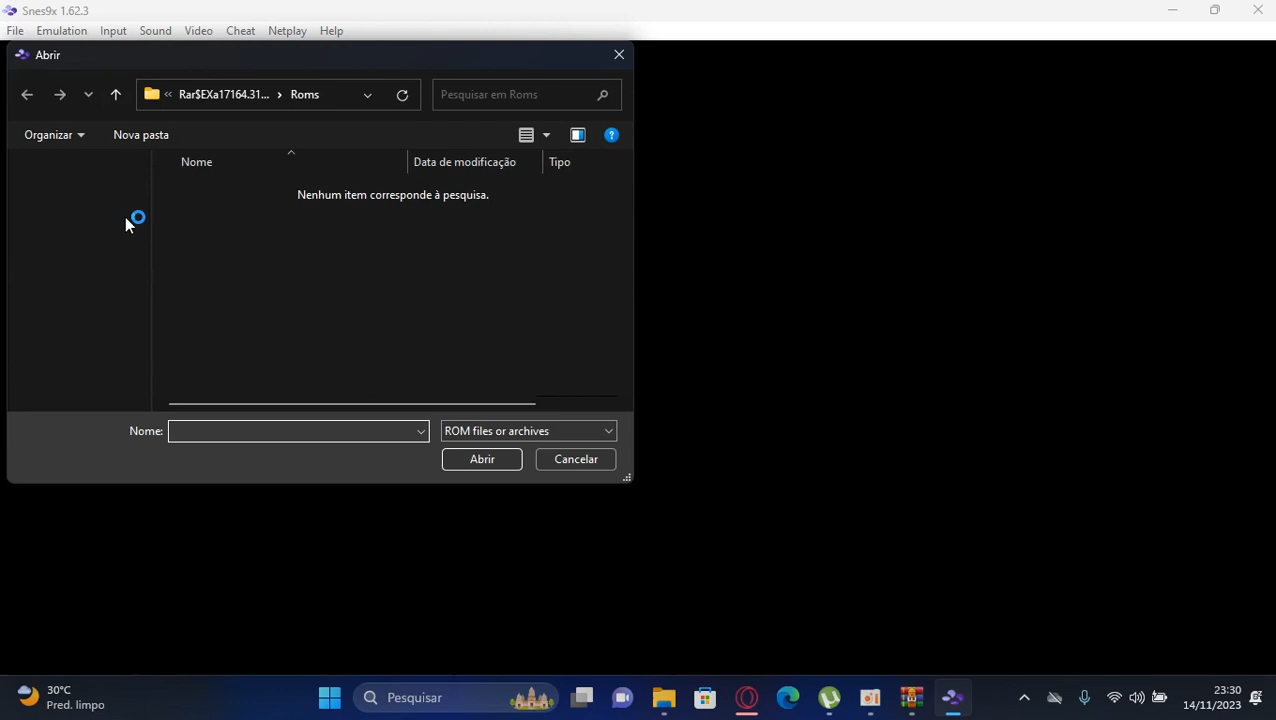 Snes9x 1.62.3
File Emulation Input Sound Video Cheat Netplay Help
Abrir
« Rar$EXa17164.31... › Roms
Pesquisar em Roms
Organizar Nova pasta
Nome Data de modificação Tipo
Nenhum item corresponde à pesquisa.
Nome: ROM files or archives
Abrir Cancelar
30°C
Pred. limpo
Pesquisar
23:30
14/11/2023